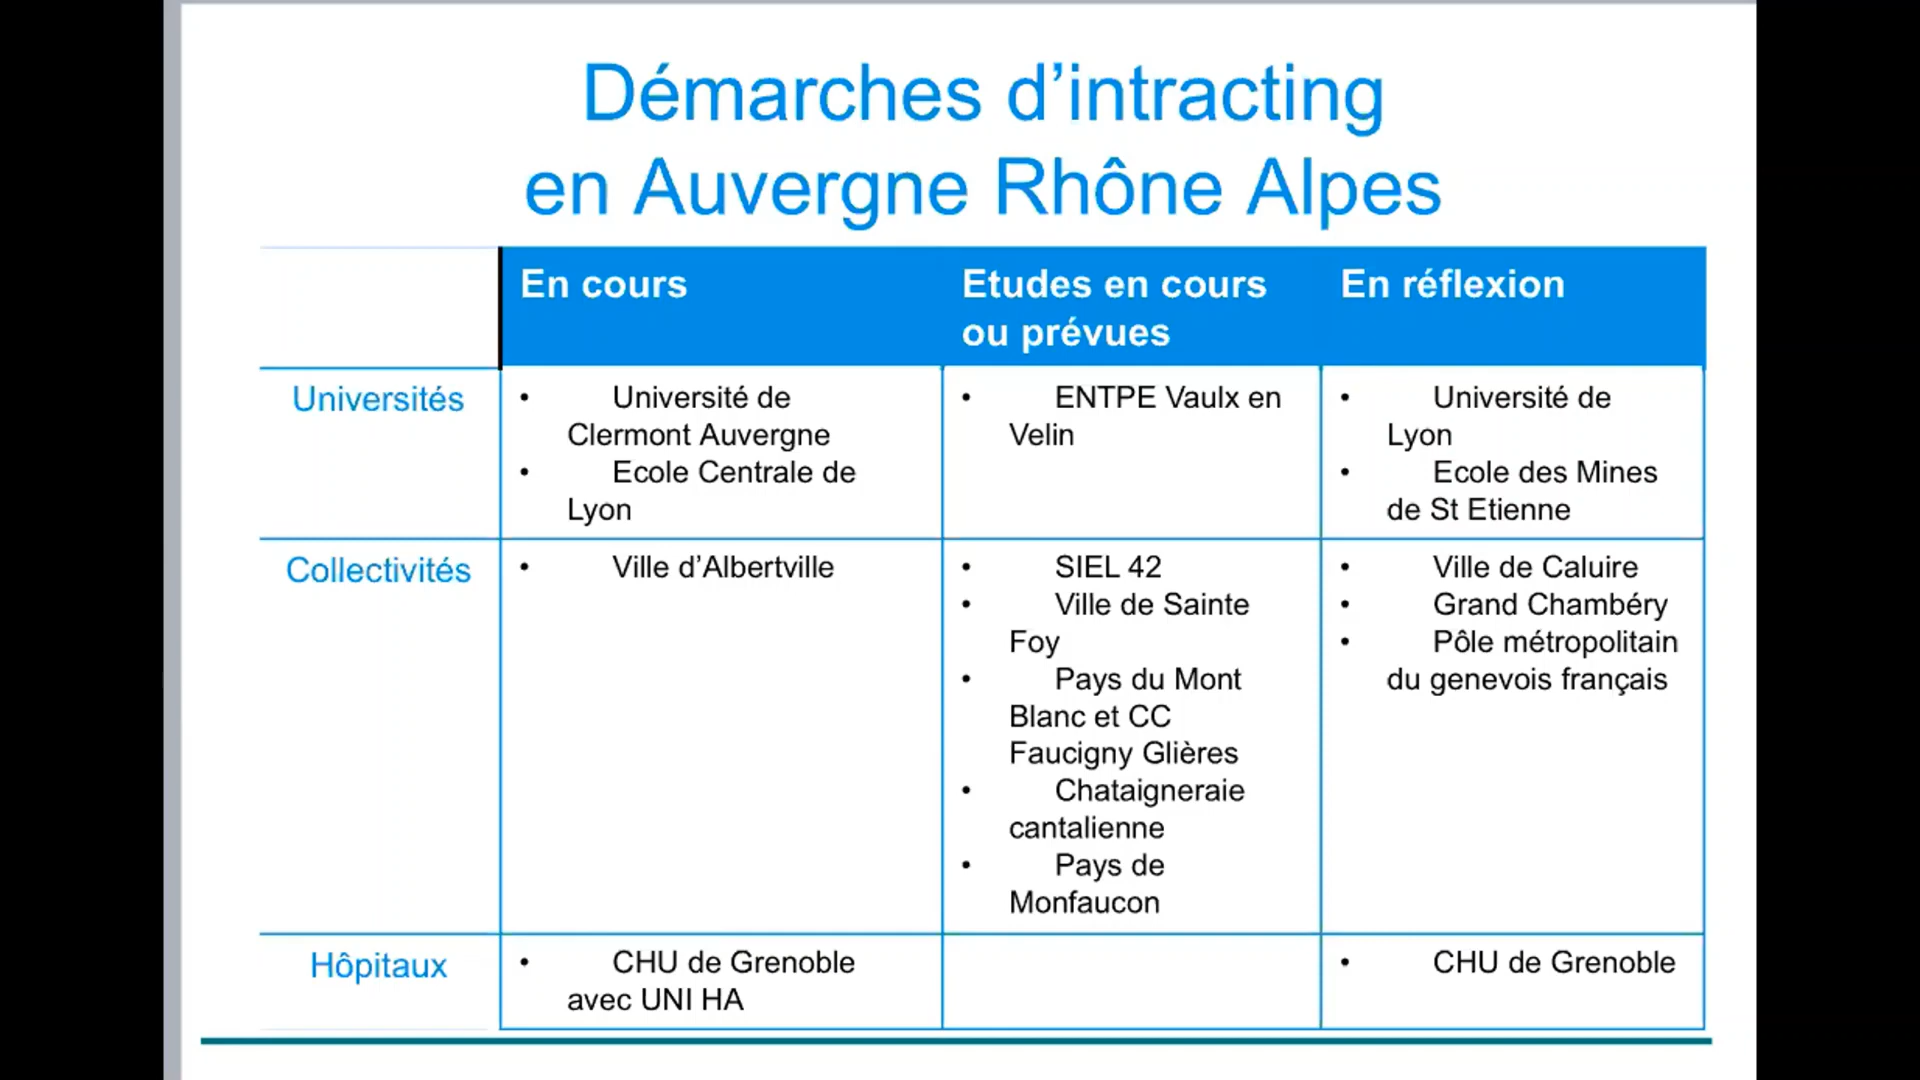 Démarches d’intracting
en Auvergne Rhône Alpes
En cours
Etudes en cours
ou prévues
En réflexion
Universités
• Université de
Clermont Auvergne
• Ecole Centrale de
Lyon
• ENTPE Vaulx en
Velin
• Université de
Lyon
• Ecole des Mines
de St Etienne
Collectivités
• Ville d’Albertville
• SIEL 42
• Ville de Sainte
Foy
• Pays du Mont
Blanc et CC
Faucigny Glières
• Chataigneraie
cantalienne
• Pays de
Monfaucon
• Ville de Caluire
• Grand Chambéry
• Pôle métropolitain
du genevois français
Hôpitaux
• CHU de Grenoble
avec UNI HA
• CHU de Grenoble